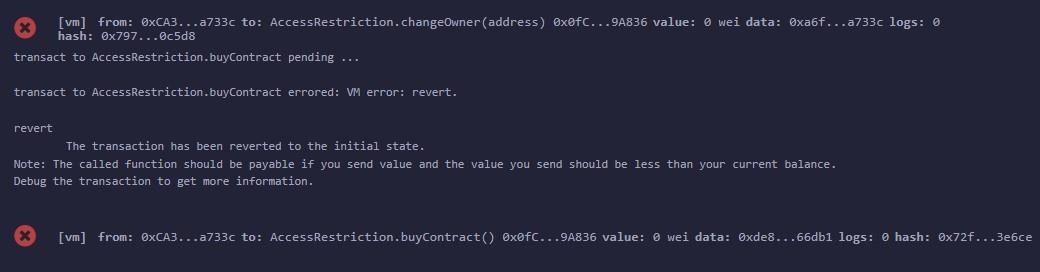 [vm] from: 0xCA3...a733c to: AccessRestriction.changeOwner(address) 0x0fC...9A836 value: 0 wei data: 0xa6f...a733c logs: 0
hash: 0x797...0c5d8
transact to AccessRestriction.buyContract pending ...
transact to AccessRestriction.buyContract errored: VM error: revert.
revert
The transaction has been reverted to the initial state.
Note: The called function should be payable if you send value and the value you send should be less than your current balance.
Debug the transaction to get more information.
[vm] from: 0xCA3...a733c to: AccessRestriction.buyContract() 0x0fC...9A836 value: 0 wei data: 0xde8...66db1 logs: 0 hash: 0x72f...3e6ce